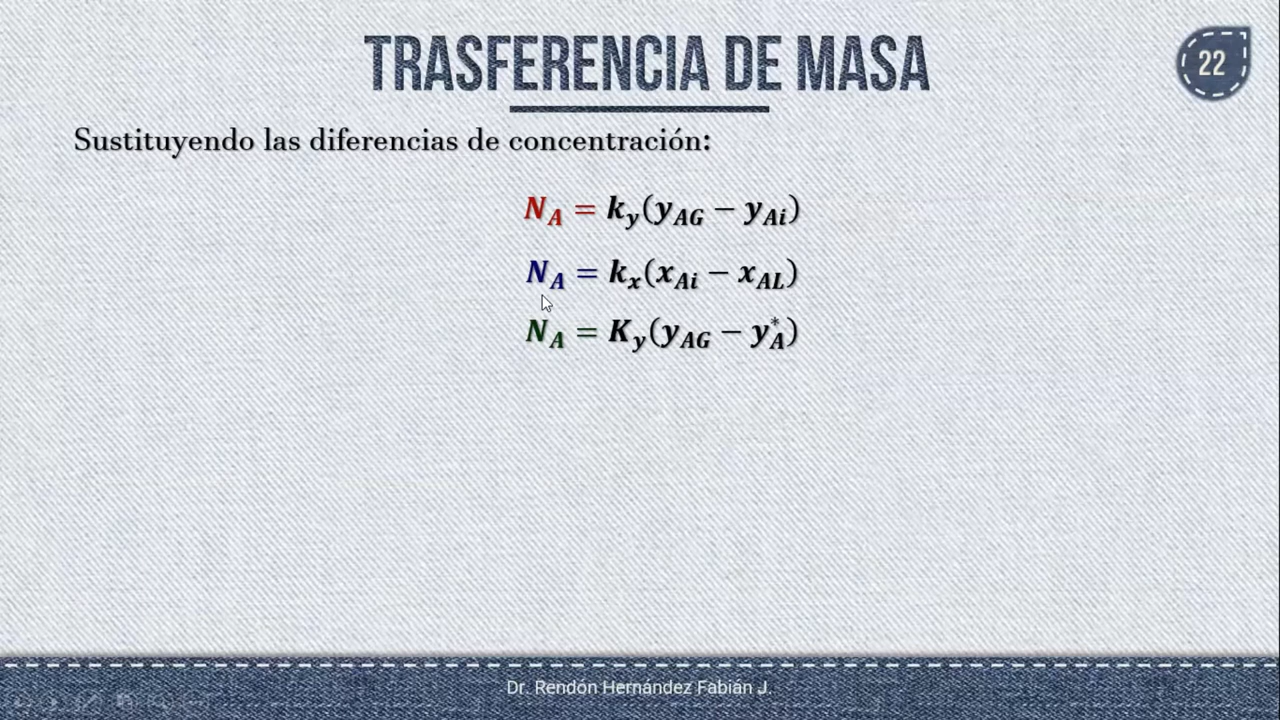 TRASFERENCIA DE MASA
22
Sustituyendo las diferencias de concentración:
N_A = k_y(y_AG − y_Ai)
N_A = k_x(x_Ai − x_AL)
N_A = K_y(y_AG − y_A^*)
Dr. Rendón Hernández Fabián J.